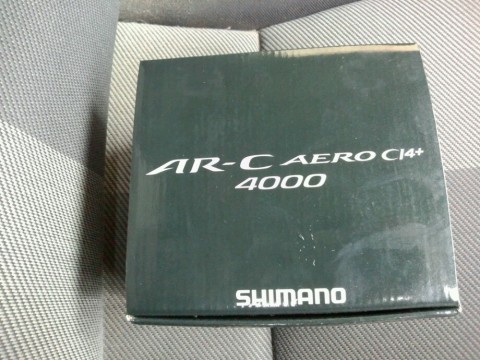 AR-C AERO CI4+
4000
SHIMANO